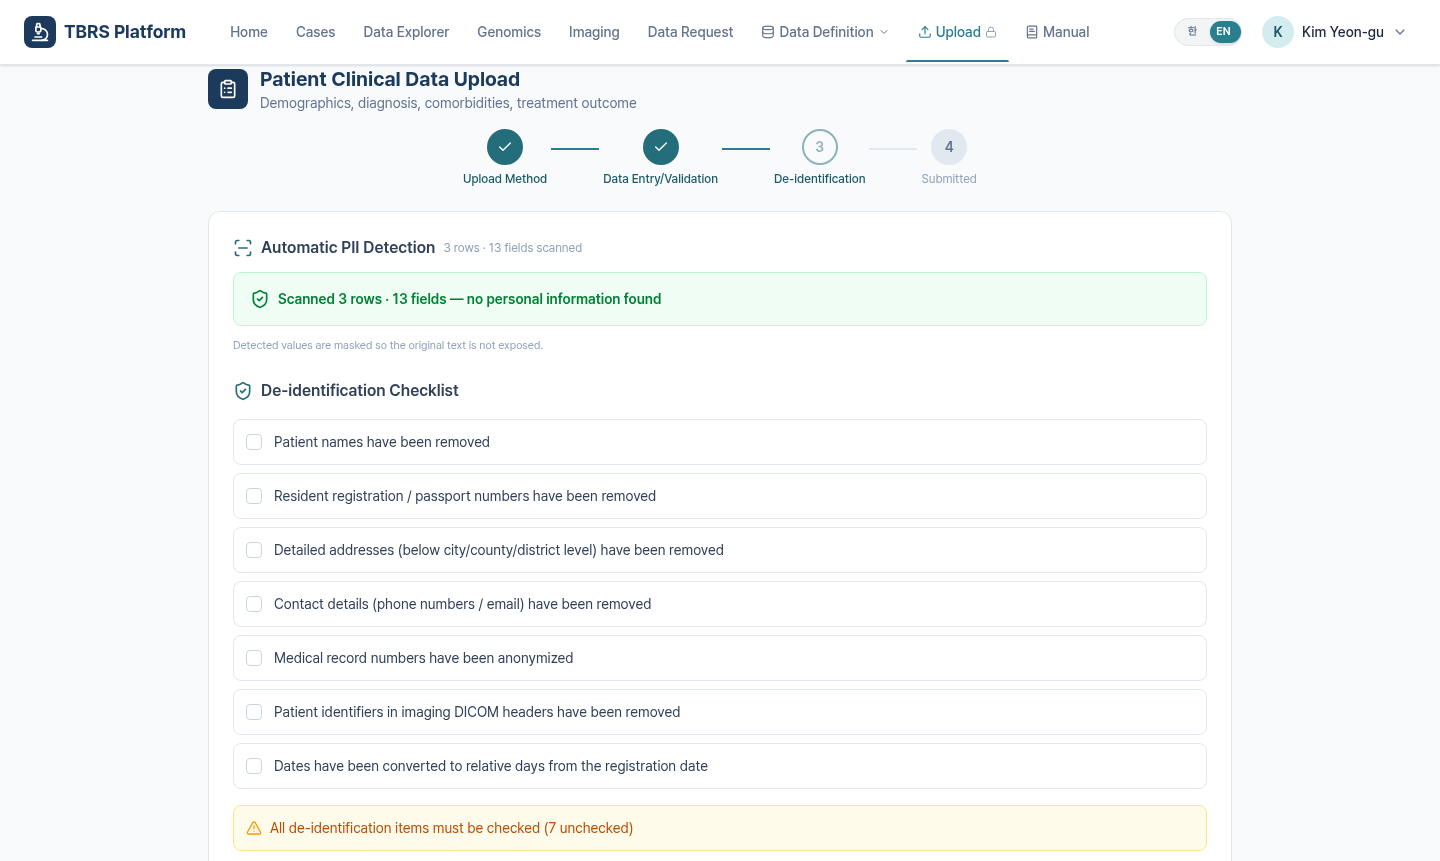 TBRS Platform
Home
Cases
Data Explorer
Genomics
Imaging
Data Request
Data Definition
Upload
Manual
한
EN
K
Kim Yeon-gu
Patient Clinical Data Upload
Demographics, diagnosis, comorbidities, treatment outcome
3
4
Upload Method
Data Entry/Validation
De-identification
Submitted
Automatic PII Detection
3 rows · 13 fields scanned
Scanned 3 rows · 13 fields — no personal information found
Detected values are masked so the original text is not exposed.
De-identification Checklist
Patient names have been removed
Resident registration / passport numbers have been removed
Detailed addresses (below city/county/district level) have been removed
Contact details (phone numbers / email) have been removed
Medical record numbers have been anonymized
Patient identifiers in imaging DICOM headers have been removed
Dates have been converted to relative days from the registration date
All de-identification items must be checked (7 unchecked)